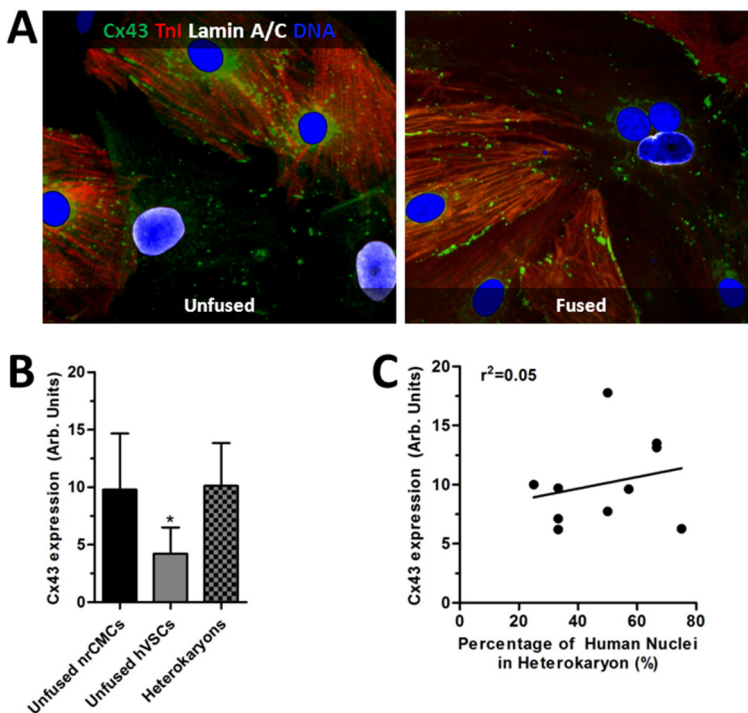 A
Cx43 TnI Lamin A/C DNA
Unfused
Fused
B
Cx43 expression (Arb. Units)
20
15
10
5
0
*
Unfused nrCMCs
Unfused hVSCs
Heterokaryons
C
Cx43 expression (Arb. Units)
20
15
10
5
0
r²=0.05
0 20 40 60 80
Percentage of Human Nuclei
in Heterokaryon (%)